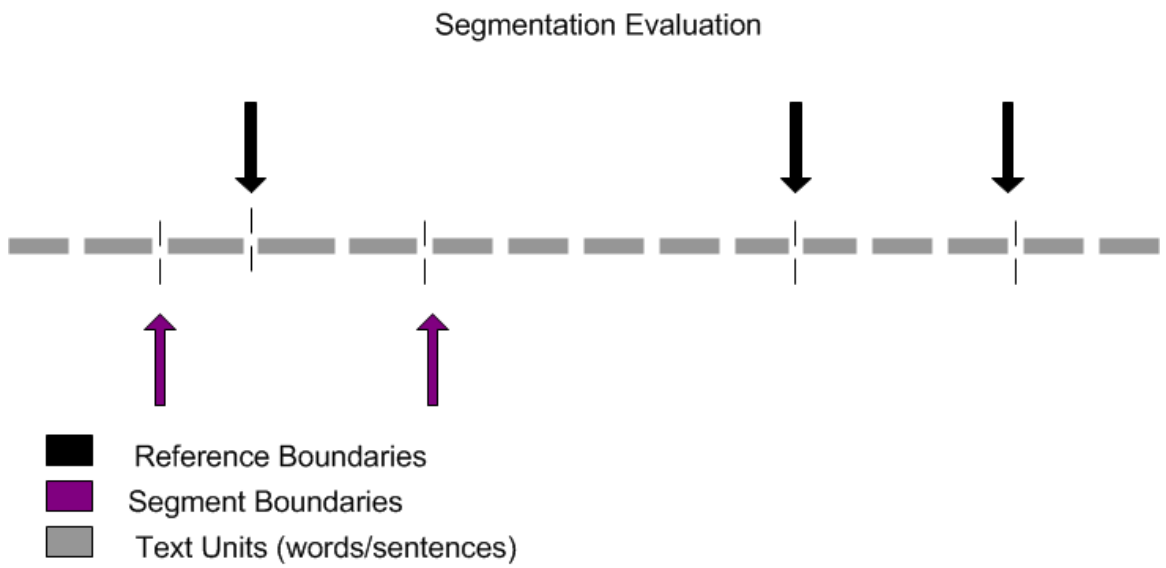 Segmentation Evaluation
Reference Boundaries
Segment Boundaries
Text Units (words/sentences)